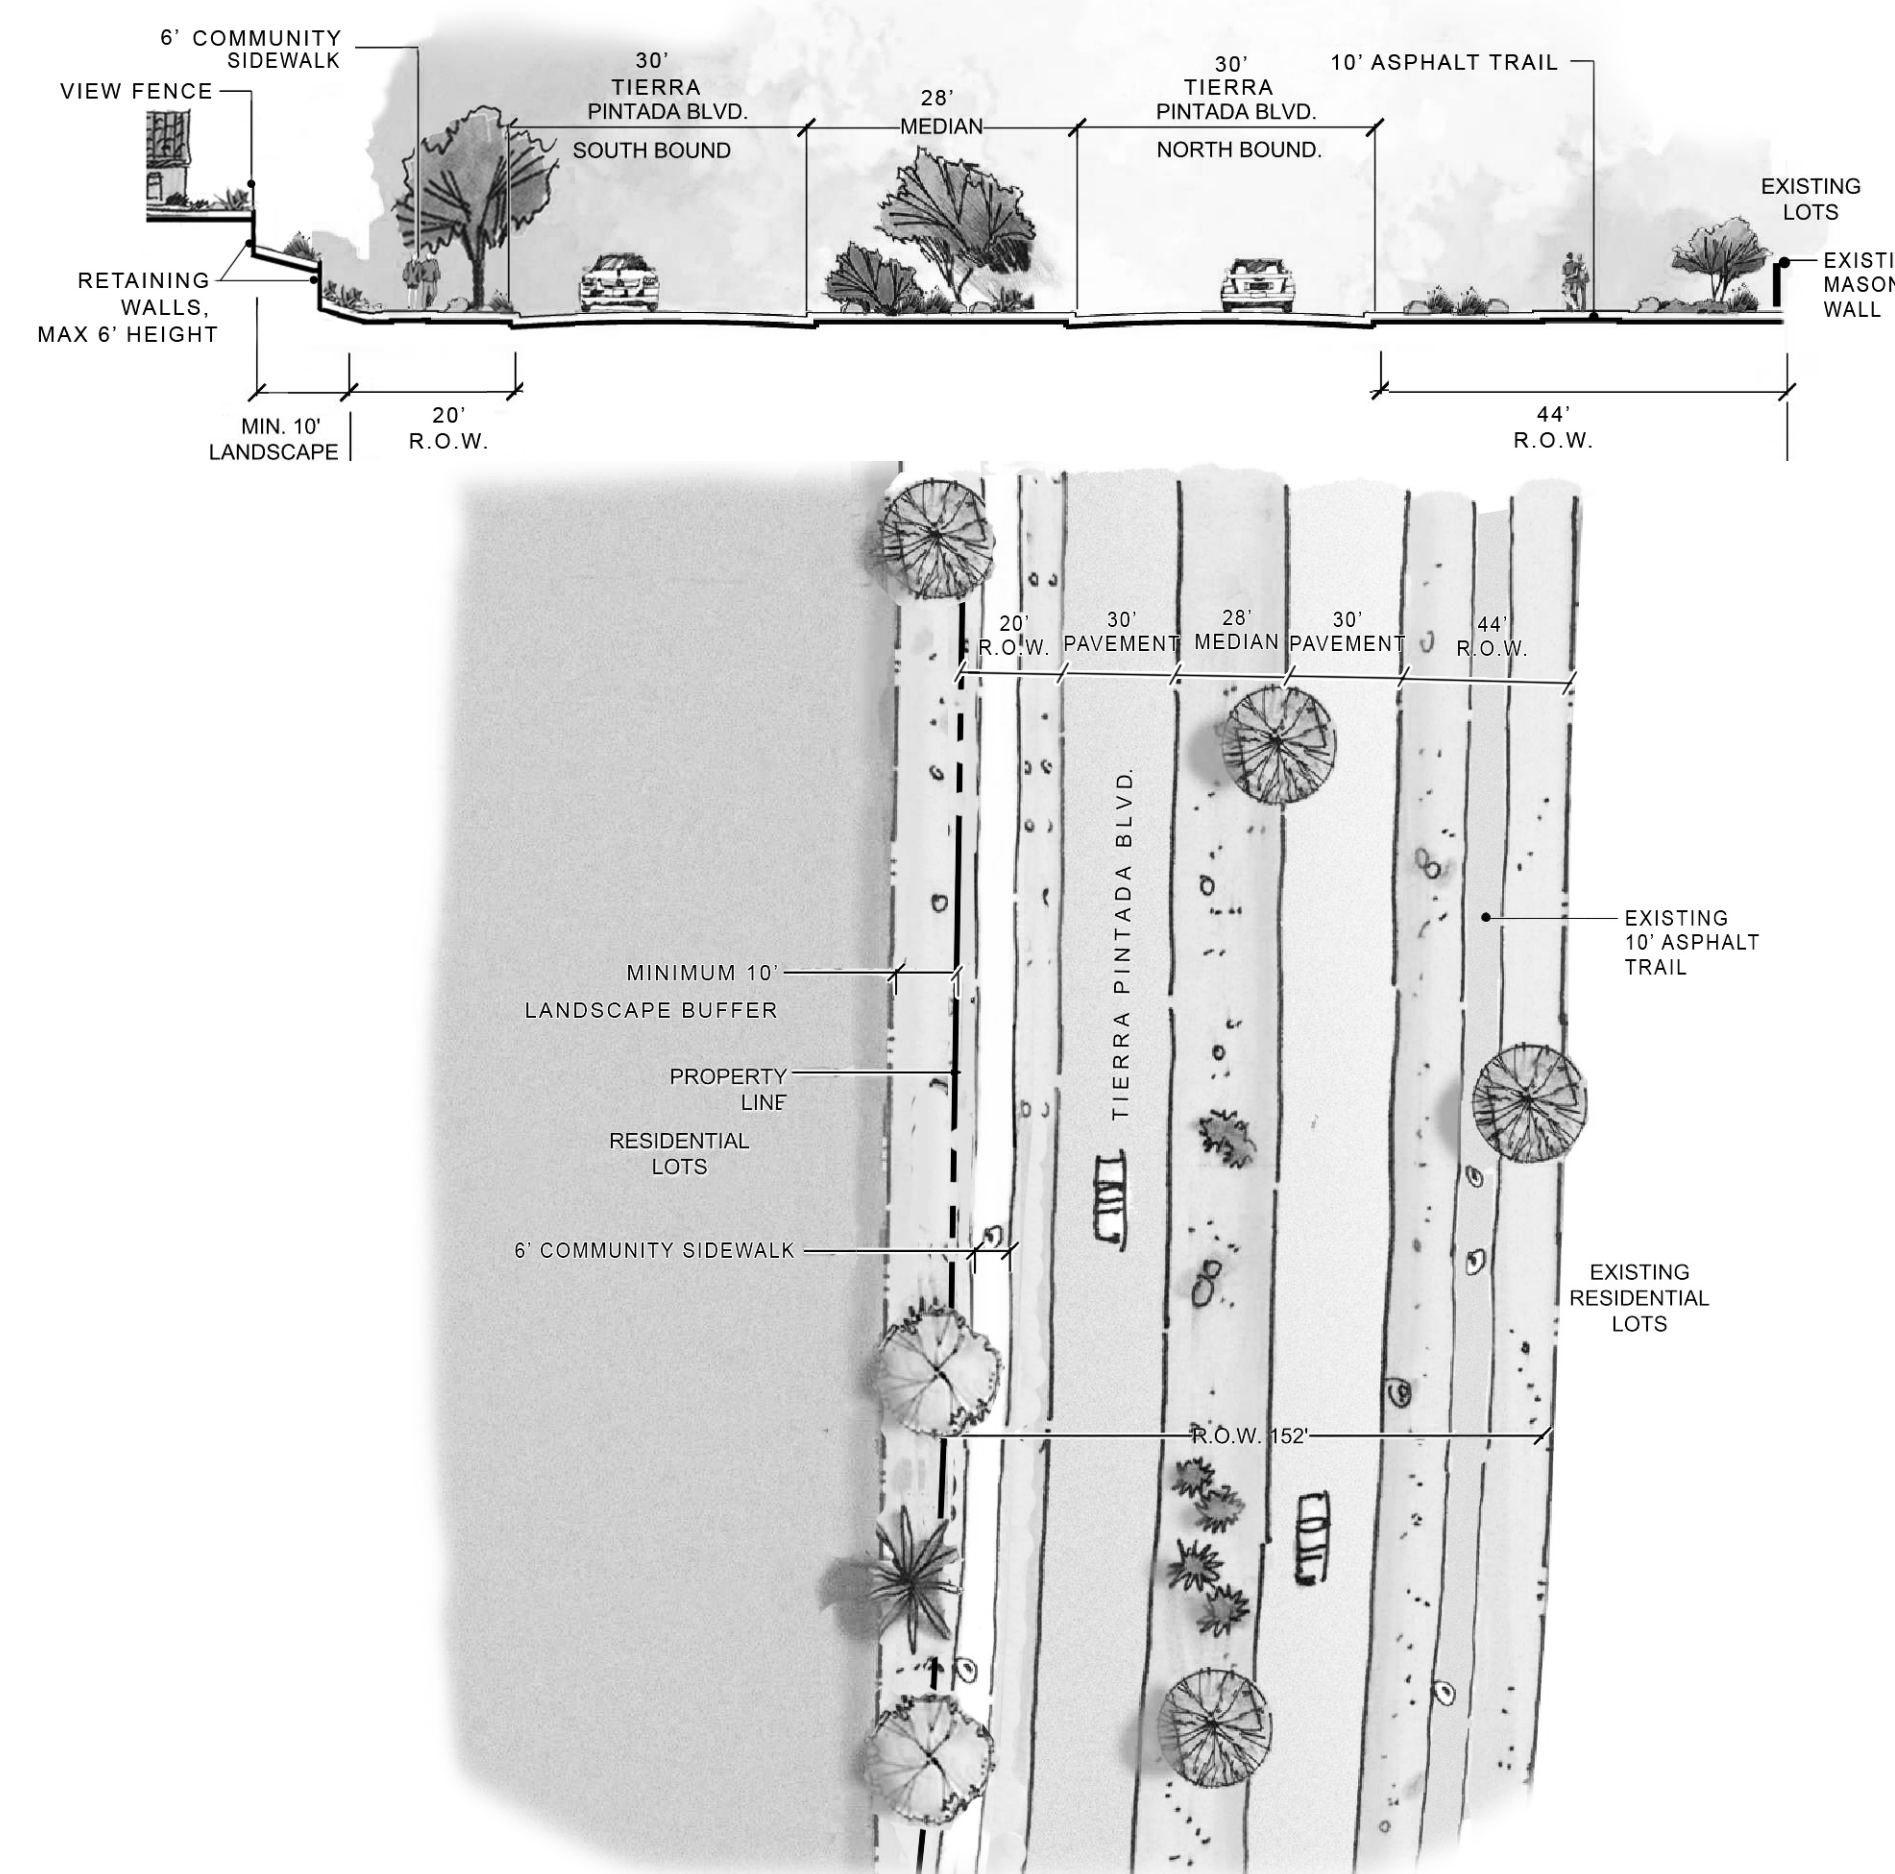 6’ COMMUNITY
SIDEWALK
VIEW FENCE
30’
TIERRA
PINTADA BLVD.
SOUTH BOUND
28’
MEDIAN
30’
TIERRA
PINTADA BLVD.
NORTH BOUND.
10’ ASPHALT TRAIL
EXISTING
LOTS
EXISTI
MASON
WALL
RETAINING
WALLS,
MAX 6’ HEIGHT
MIN. 10'
LANDSCAPE
20’
R.O.W.
44’
R.O.W.
20’
R.O.W.
30’
PAVEMENT
28’
MEDIAN
30’
PAVEMENT
44’
R.O.W.
TIERRA PINTADA BLVD.
EXISTING
10’ ASPHALT
TRAIL
MINIMUM 10’
LANDSCAPE BUFFER
PROPERTY
LINE
RESIDENTIAL
LOTS
6’ COMMUNITY SIDEWALK
EXISTING
RESIDENTIAL
LOTS
R.O.W. 152'